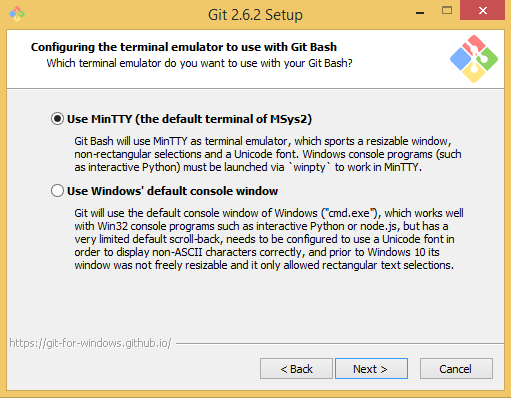 Git 2.6.2 Setup
Configuring the terminal emulator to use with Git Bash
Which terminal emulator do you want to use with your Git Bash?
Use MinTTY (the default terminal of MSys2)
Git Bash will use MinTTY as terminal emulator, which sports a resizable window,
non-rectangular selections and a Unicode font. Windows console programs (such
as interactive Python) must be launched via `winpty` to work in MinTTY.
Use Windows' default console window
Git will use the default console window of Windows ("cmd.exe"), which works well
with Win32 console programs such as interactive Python or node.js, but has a
very limited default scroll-back, needs to be configured to use a Unicode font in
order to display non-ASCII characters correctly, and prior to Windows 10 its
window was not freely resizable and it only allowed rectangular text selections.
https://git-for-windows.github.io/
< Back
Next >
Cancel